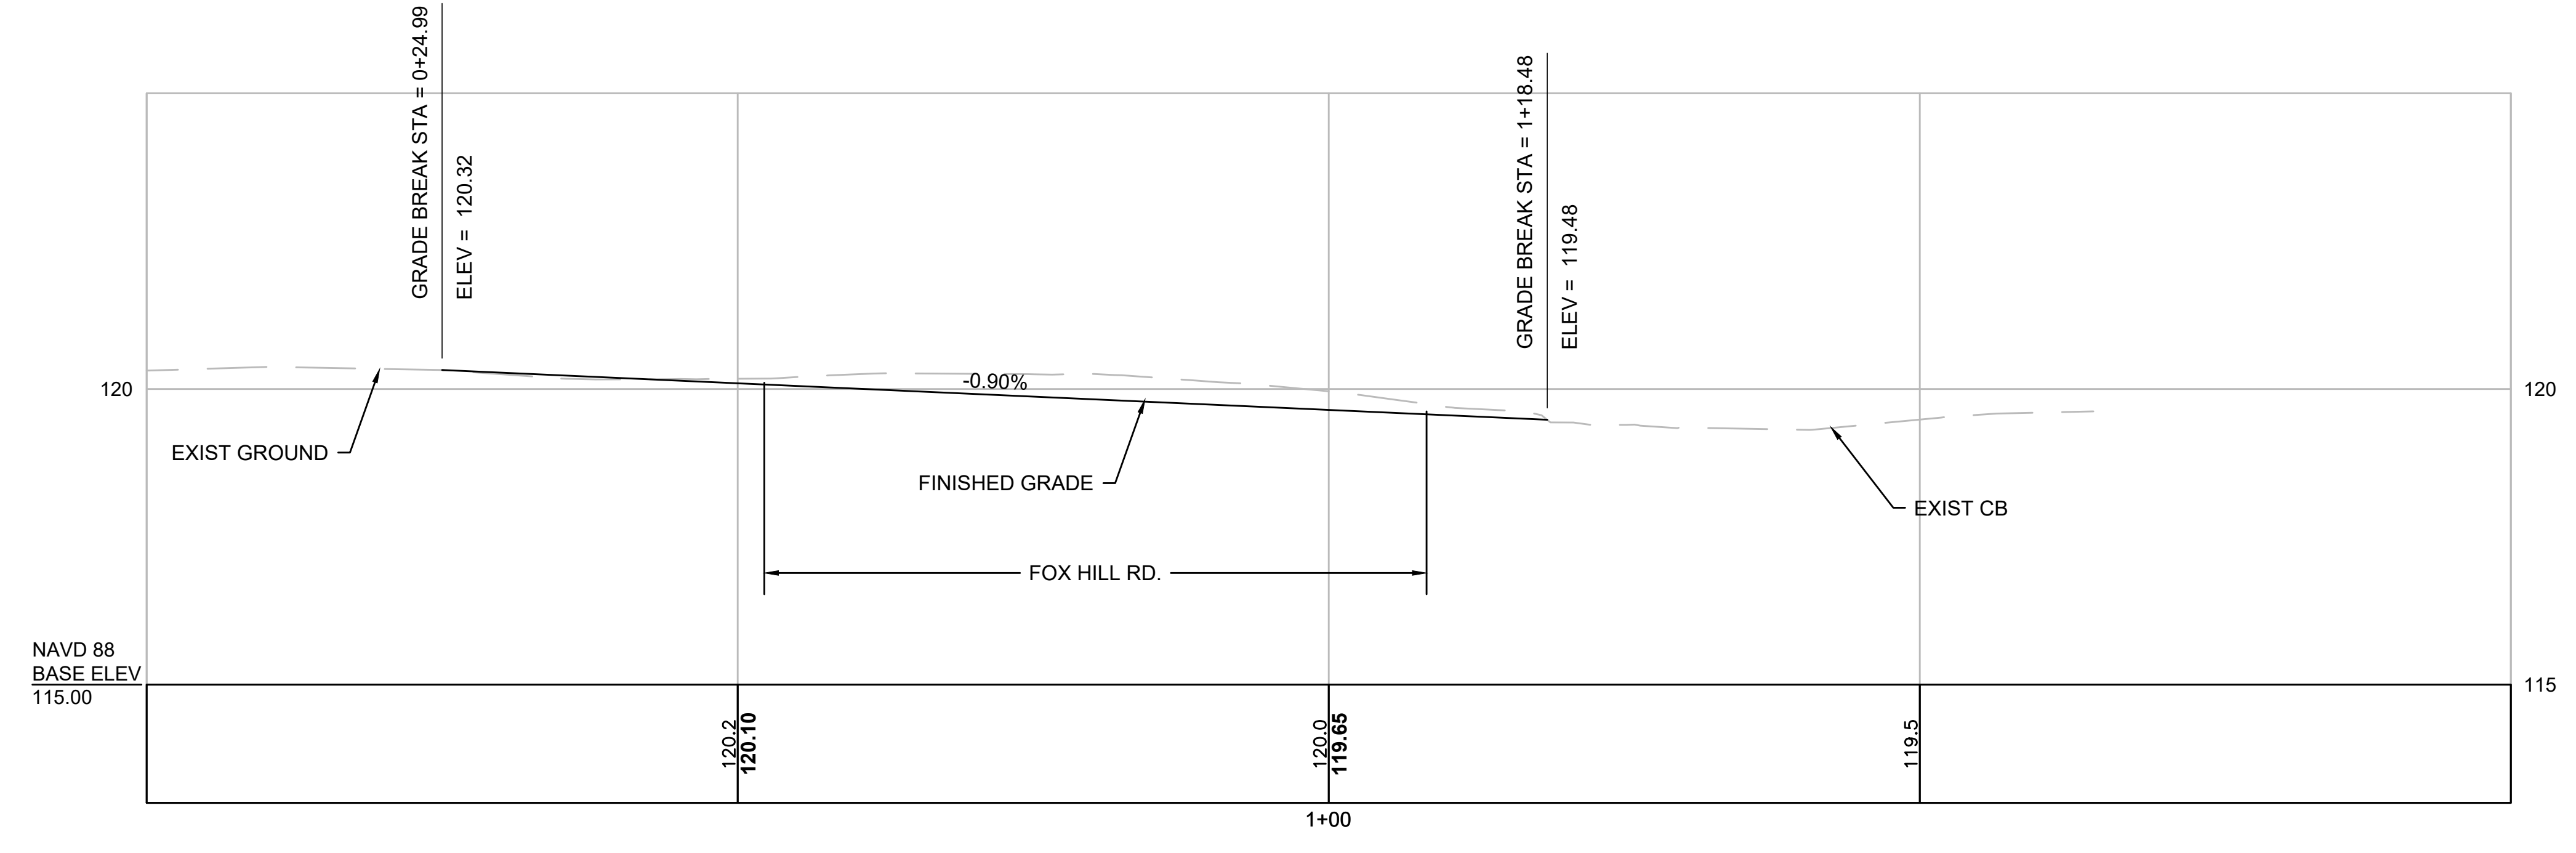 GRADE BREAK STA = 0+24.99
ELEV = 120.32
GRADE BREAK STA = 1+18.48
ELEV = 119.48
-0.90%
120
120
EXIST GROUND
FINISHED GRADE
EXIST CB
FOX HILL RD.
NAVD 88
BASE ELEV
115.00
115
120.2
120.10
120.0
119.65
119.5
1+00